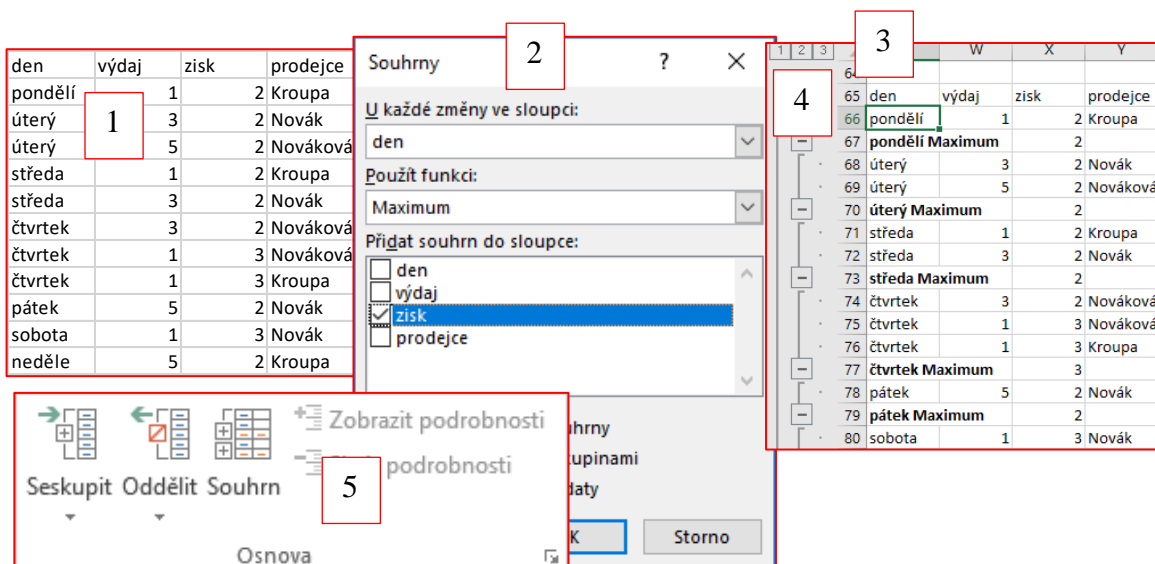 1
den výdaj zisk prodejce
pondělí 1 2 Kroupa
úterý 3 2 Novák
úterý 5 2 Nováková
středa 1 2 Kroupa
středa 3 2 Novák
čtvrtek 3 2 Nováková
čtvrtek 1 3 Nováková
čtvrtek 1 3 Kroupa
pátek 5 2 Novák
sobota 1 3 Novák
neděle 5 2 Kroupa
2
Souhrny ? ×
U každé změny ve sloupci:
den
Použít funkci:
Maximum
Přidat souhrn do sloupce:
den
výdaj
zisk
prodejce
hrny
upinami
daty
K Storno
3
4
1 2 3 W X Y
65 den výdaj zisk prodejce
66 pondělí 1 2 Kroupa
67 pondělí Maximum 2
68 úterý 3 2 Novák
69 úterý 5 2 Nováková
70 úterý Maximum 2
71 středa 1 2 Kroupa
72 středa 3 2 Novák
73 středa Maximum 2
74 čtvrtek 3 2 Nováková
75 čtvrtek 1 3 Nováková
76 čtvrtek 1 3 Kroupa
77 čtvrtek Maximum 3
78 pátek 5 2 Novák
79 pátek Maximum 2
80 sobota 1 3 Novák
5
Zobrazit podrobnosti
podrobnosti
Seskupit Oddělit Souhrn
Osnova